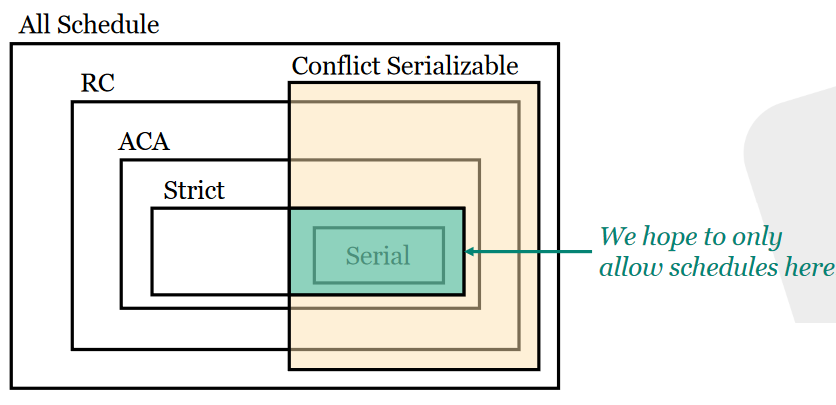 All Schedule
Conflict Serializable
RC
ACA
Strict
Serial
We hope to only
allow schedules here